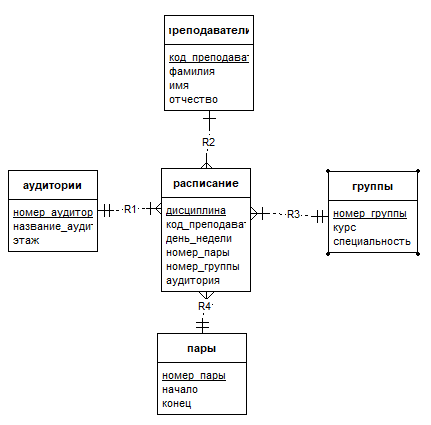 преподаватели
код_преподават
фамилия
имя
отчество
R2
аудитории
номер_аудитор
название_ауди
этаж
R1
расписание
дисциплина
код_преподават
день_недели
номер_пары
номер_группы
аудитория
R3
группы
номер_группы
курс
специальность
R4
пары
номер_пары
начало
конец